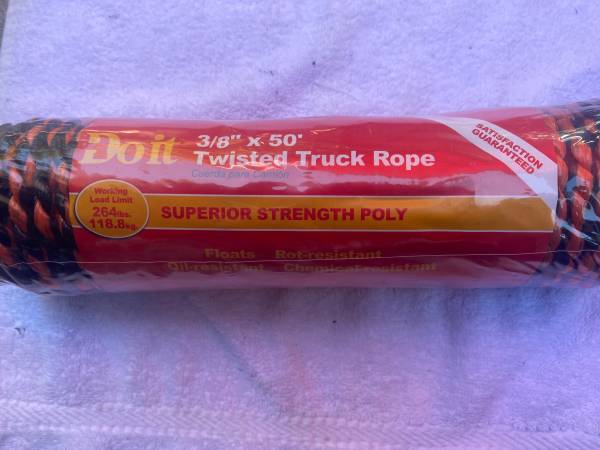 Do it
3/8" x 50'
Twisted Truck Rope
Cuerda para Camión
SATISFACTION
GUARANTEED
Working
Load Limit
264lbs.
118.8kg.
SUPERIOR STRENGTH POLY
Floats Rot-resistant
Oil-resistant Chemical-resistant